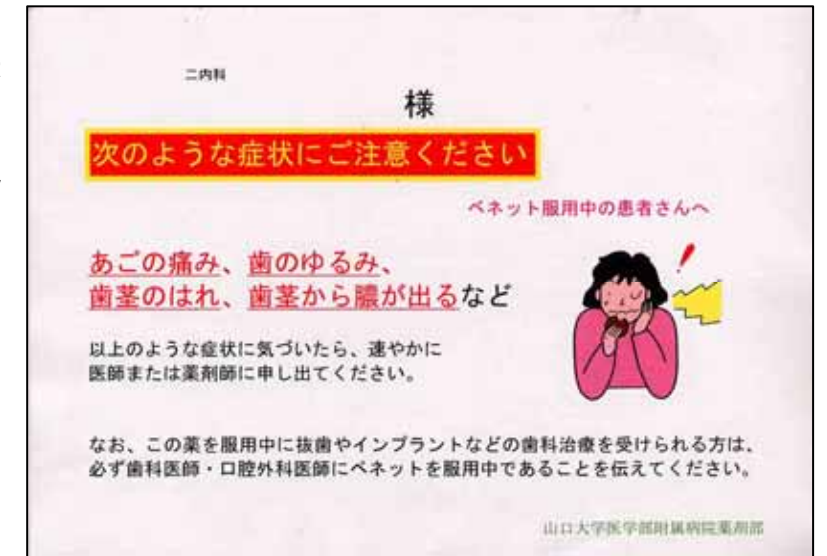 二内科
様
次のような症状にご注意ください
ベネット服用中の患者さんへ
あごの痛み、歯のゆるみ、
歯茎のはれ、歯茎から膿が出るなど
以上のような症状に気づいたら、速やかに
医師または薬剤師に申し出てください。
なお、この薬を服用中に抜歯やインプラントなどの歯科治療を受けられる方は、
必ず歯科医師・口腔外科医師にベネットを服用中であることを伝えてください。
山口大学医学部附属病院薬剤部